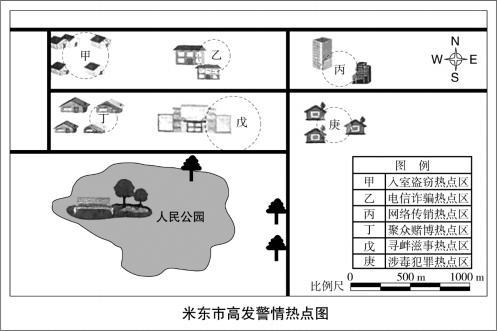 甲
乙
丙
N
W E
S
丁
戊
庚
人民公园
图 例
甲 入室盗窃热点区
乙 电信诈骗热点区
丙 网络传销热点区
丁 聚众赌博热点区
戊 寻衅滋事热点区
庚 涉毒犯罪热点区
比例尺 0 500 m 1000 m
米东市高发警情热点图